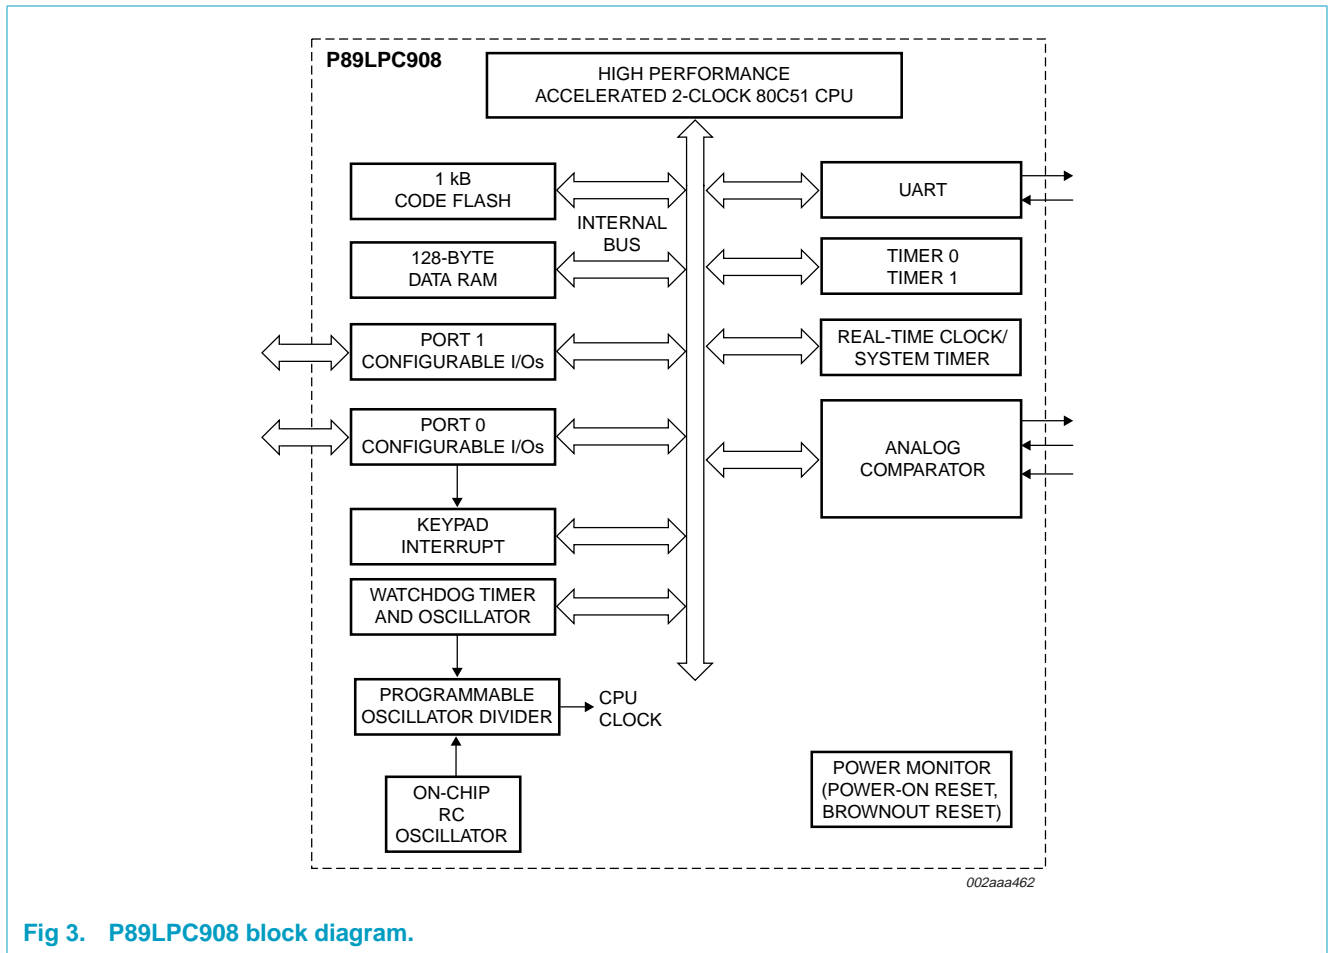 P89LPC908
HIGH PERFORMANCE
ACCELERATED 2-CLOCK 80C51 CPU
1 kB
CODE FLASH
INTERNAL
BUS
UART
128-BYTE
DATA RAM
TIMER 0
TIMER 1
PORT 1
CONFIGURABLE I/Os
REAL-TIME CLOCK/
SYSTEM TIMER
PORT 0
CONFIGURABLE I/Os
ANALOG
COMPARATOR
KEYPAD
INTERRUPT
WATCHDOG TIMER
AND OSCILLATOR
PROGRAMMABLE
OSCILLATOR DIVIDER
CPU
CLOCK
ON-CHIP
RC
OSCILLATOR
POWER MONITOR
(POWER-ON RESET,
BROWNOUT RESET)
002aaa462
Fig 3. P89LPC908 block diagram.